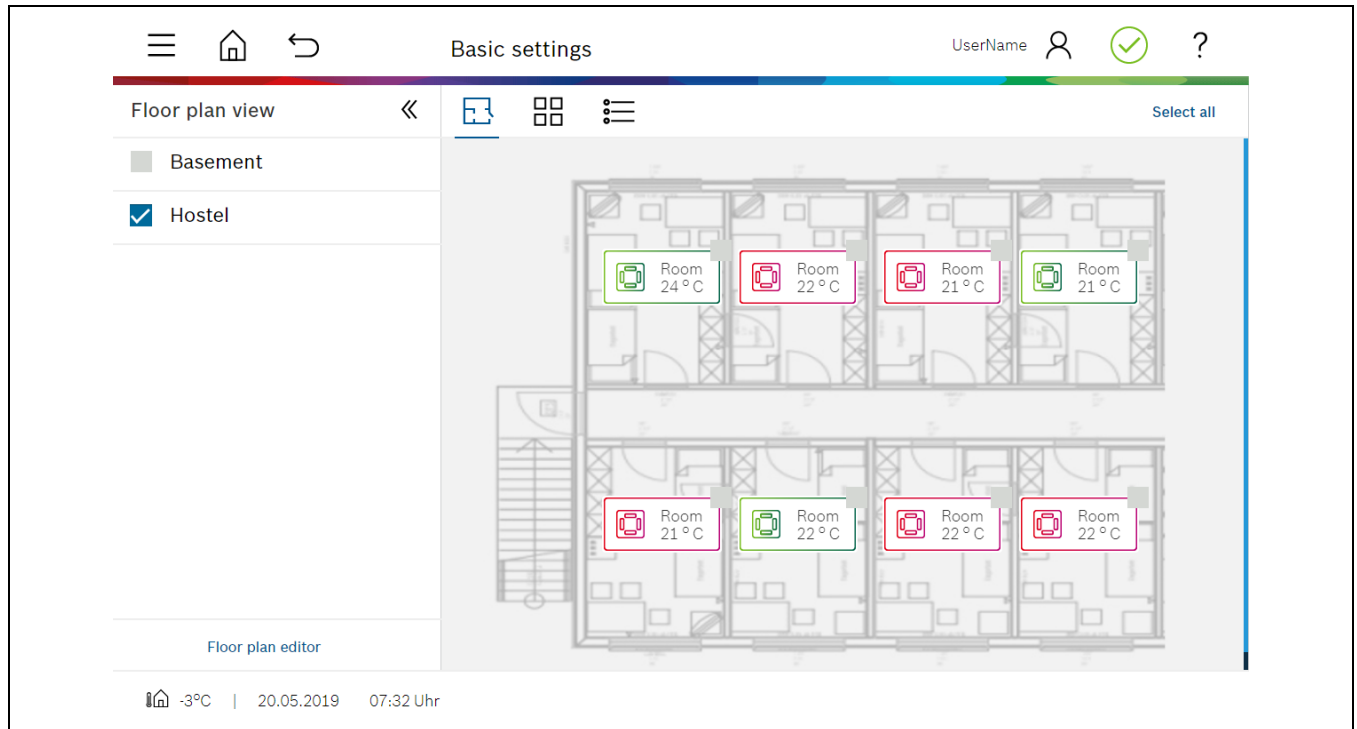 Basic settings
UserName
?
Floor plan view
Select all
Basement
Hostel
Room
24 ° C
Room
22 ° C
Room
21 ° C
Room
21 ° C
Room
21 ° C
Room
22 ° C
Room
22 ° C
Room
22 ° C
Floor plan editor
-3°C | 20.05.2019 07:32 Uhr